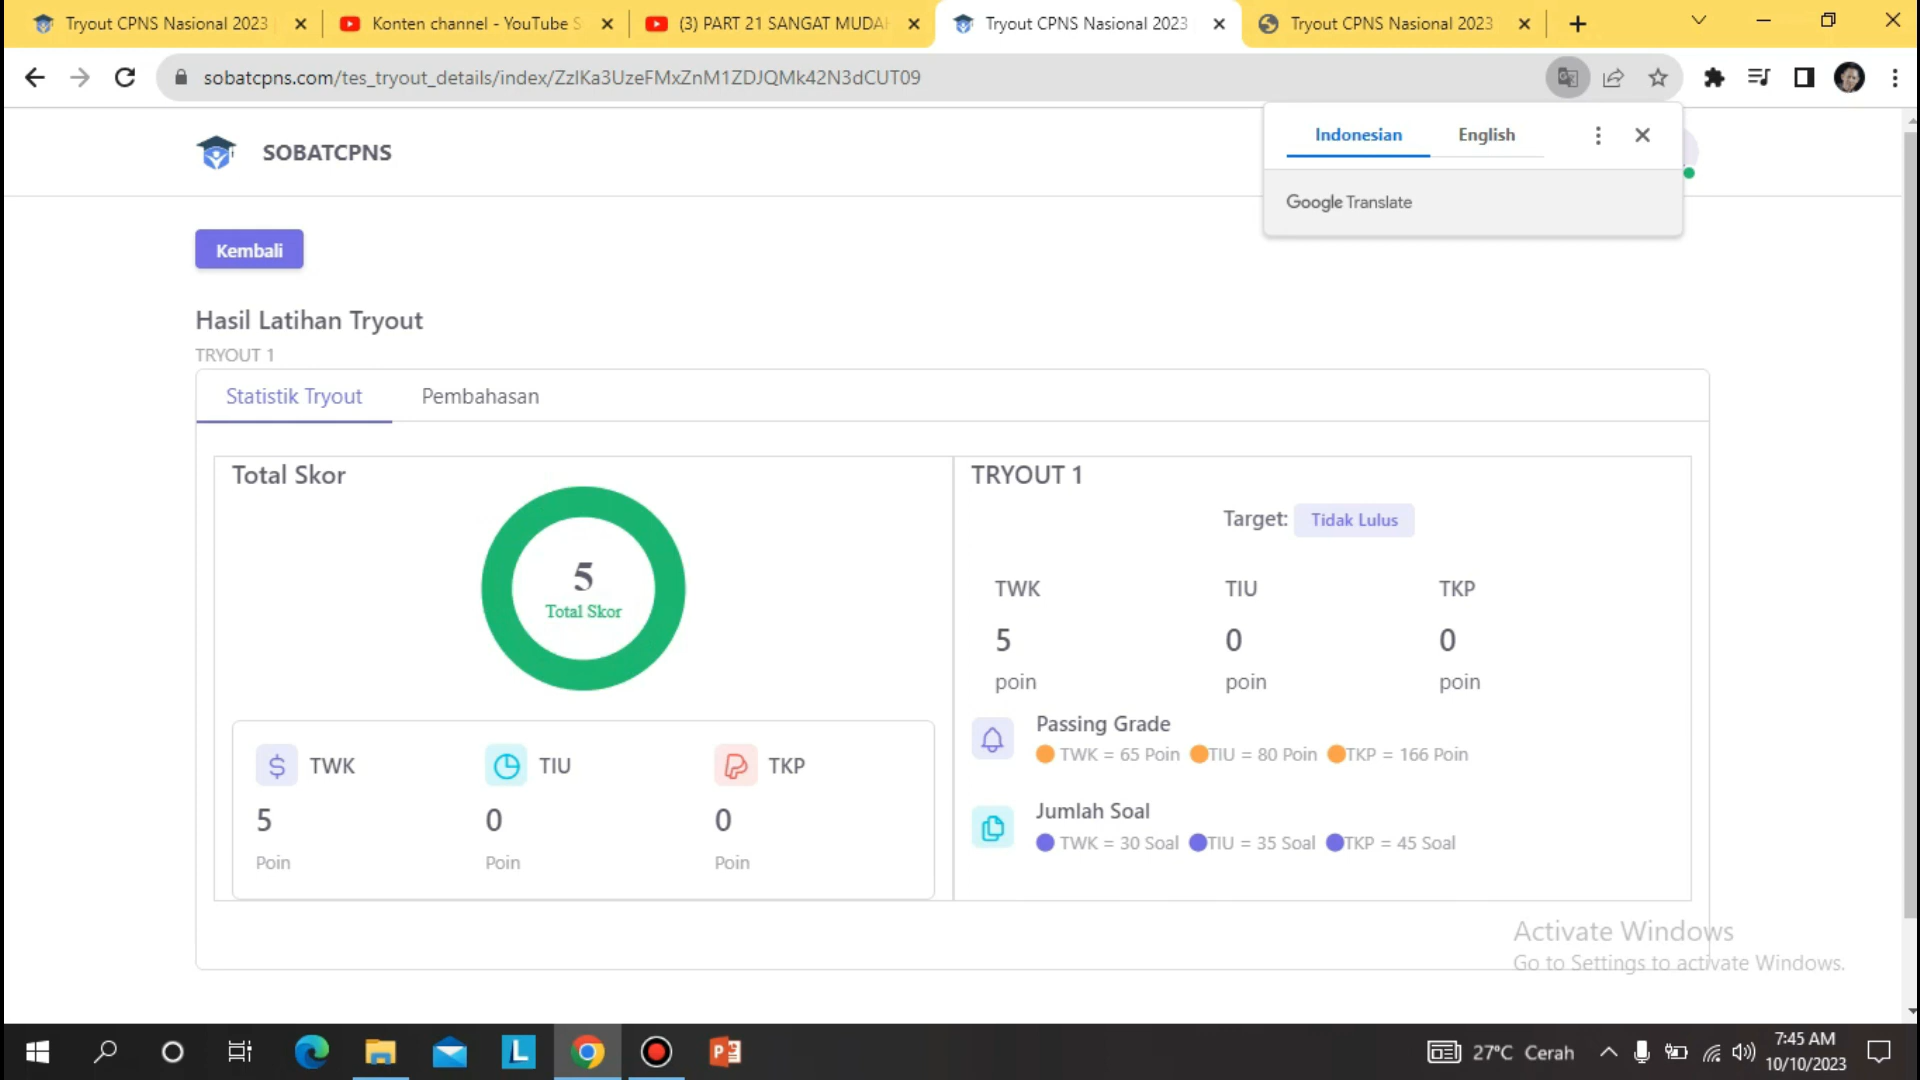 Tryout CPNS Nasional 2023
Konten channel - YouTube S
(3) PART 21 SANGAT MUDAH
Tryout CPNS Nasional 2023
Tryout CPNS Nasional 2023
sobatcpns.com/tes_tryout_details/index/ZzlKa3UzeFMxZnM1ZDJQMk42N3dCUT09
Indonesian English
Google Translate
SOBATCPNS
Kembali
Hasil Latihan Tryout
TRYOUT 1
Statistik Tryout Pembahasan
Total Skor
5
Total Skor
$ TWK TIU TKP
5 0 0
Poin Poin Poin
TRYOUT 1
Target: Tidak Lulus
TWK TIU TKP
5 0 0
poin poin poin
Passing Grade
TWK = 65 Poin TIU = 80 Poin TKP = 166 Poin
Jumlah Soal
TWK = 30 Soal TIU = 35 Soal TKP = 45 Soal
Activate Windows
Go to Settings to activate Windows.
L
P
27°C Cerah
7:45 AM
10/10/2023